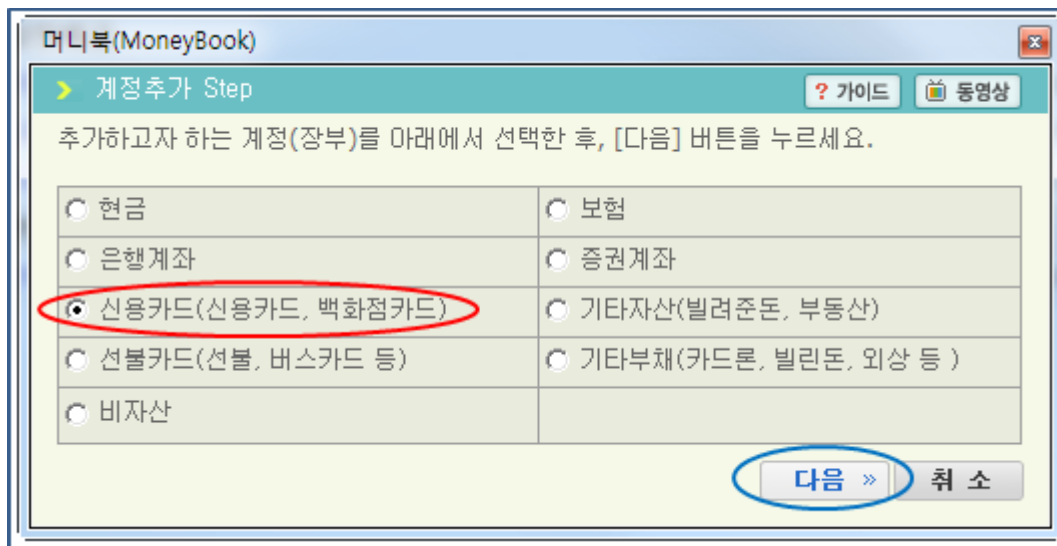 머니북(MoneyBook)
계정추가 Step
? 가이드 동영상
추가하고자 하는 계정(장부)를 아래에서 선택한 후, [다음] 버튼을 누르세요.
현금 보험
은행계좌 증권계좌
신용카드(신용카드, 백화점카드) 기타자산(빌려준돈, 부동산)
선불카드(선불, 버스카드 등) 기타부채(카드론, 빌린돈, 외상 등 )
비자산
다음 » 취 소